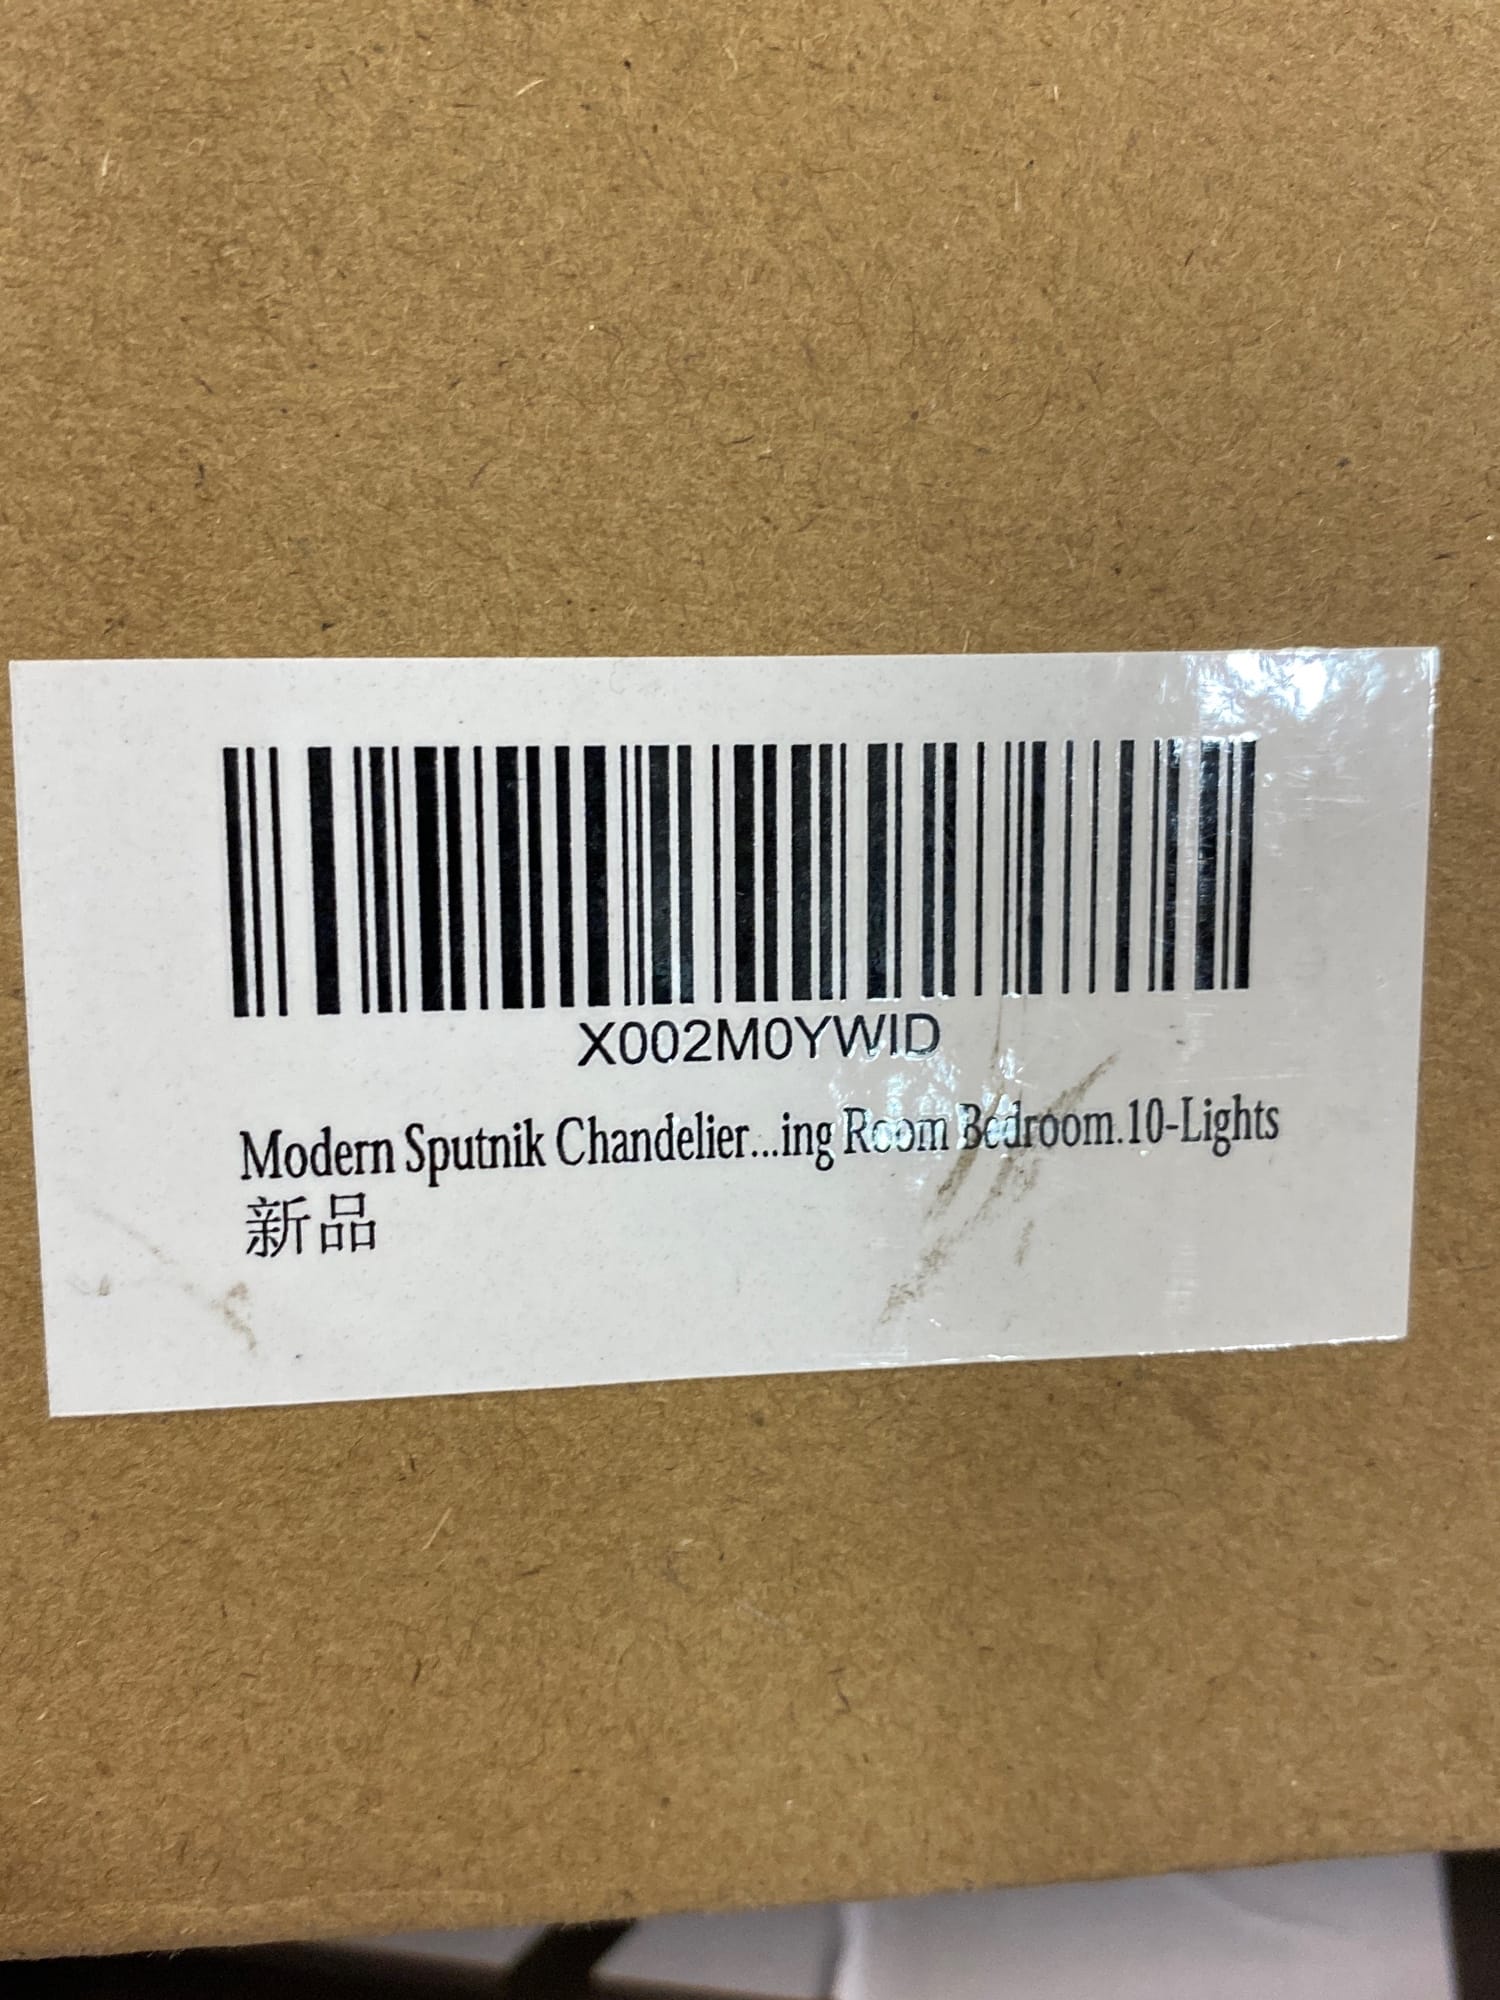 X002M0YWID
Modern Sputnik Chandelier...ing Room Bedroom.10-Lights
新品